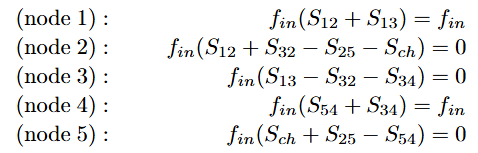 (node 1) : f_{in}(S_{12} + S_{13}) = f_{in}
(node 2) : f_{in}(S_{12} + S_{32} − S_{25} − S_{ch}) = 0
(node 3) : f_{in}(S_{13} − S_{32} − S_{34}) = 0
(node 4) : f_{in}(S_{54} + S_{34}) = f_{in}
(node 5) : f_{in}(S_{ch} + S_{25} − S_{54}) = 0